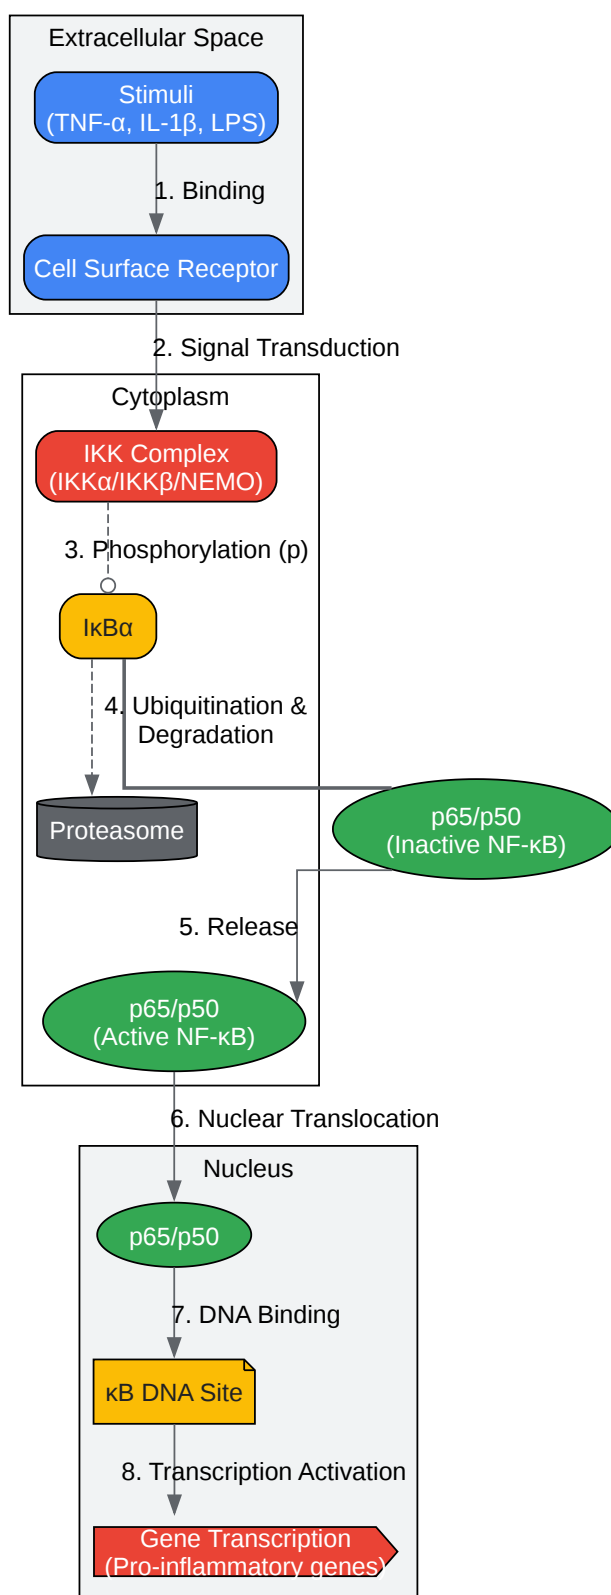 Extracellular Space
Stimuli
(TNF-α, IL-1β, LPS)
1. Binding
Cell Surface Receptor
2. Signal Transduction
Cytoplasm
IKK Complex
(IKKα/IKKβ/NEMO)
3. Phosphorylation (p)
IκBα
4. Ubiquitination &
Degradation
Proteasome
p65/p50
(Inactive NF-κB)
5. Release
p65/p50
(Active NF-κB)
6. Nuclear Translocation
Nucleus
p65/p50
7. DNA Binding
κB DNA Site
8. Transcription Activation
Gene Transcription
(Pro-inflammatory genes)